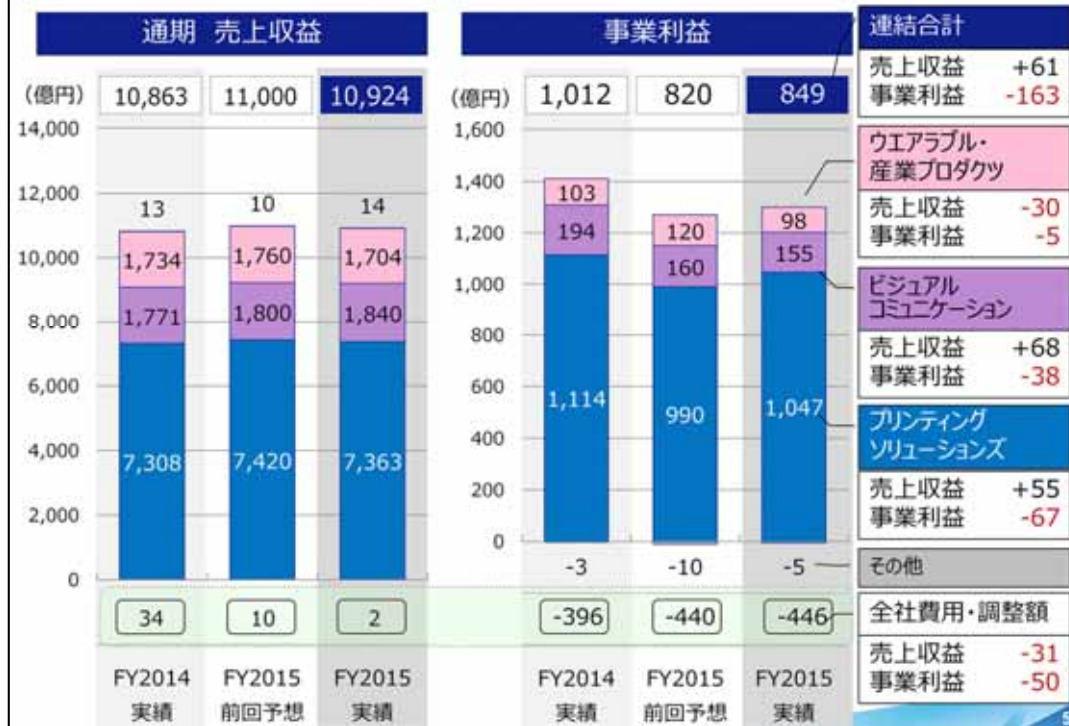 通期 売上収益
(億円) 10,863 11,000 10,924
14,000
12,000
10,000
8,000
6,000
4,000
2,000
0
13 10 14
1,734 1,760 1,704
1,771 1,800 1,840
7,308 7,420 7,363
34 10 2
FY2014 FY2015 FY2015
実績 前回予想 実績
事業利益
(億円) 1,012 820 849
1,600
1,400
1,200
1,000
800
600
400
200
0
103 120 98
194 160 155
1,114 990 1,047
-3 -10 -5
-396 -440 -446
FY2014 FY2015 FY2015
実績 前回予想 実績
連結合計
売上収益 +61
事業利益 -163
ウエアラブル・
産業プロダクツ
売上収益 -30
事業利益 -5
ビジュアル
コミュニケーション
売上収益 +68
事業利益 -38
プリンティング
ソリューションズ
売上収益 +55
事業利益 -67
その他
全社費用・調整額
売上収益 -31
事業利益 -50